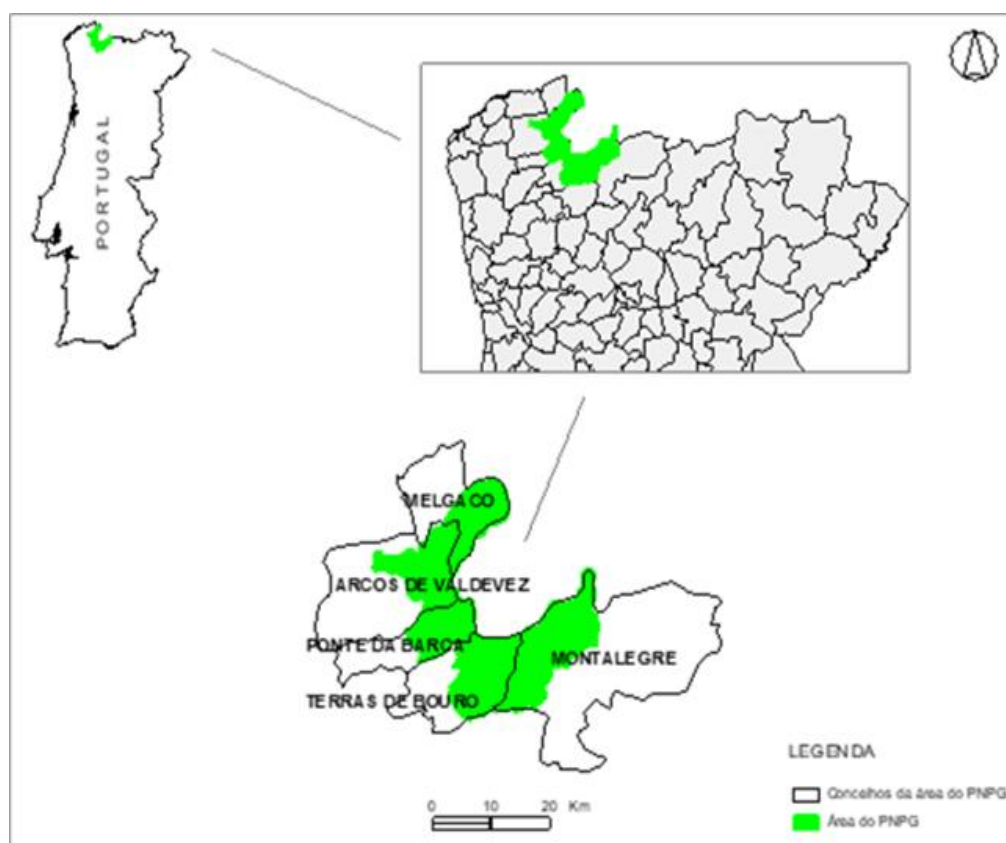 PORTUGAL
MELGACO
ARCOS DE VALDEVEZ
PONTE DA BARCA
MONTALEGRE
TERRAS DE BOURO
LEGENDA
Concelhos da área do PNPG
Área do PNPG
0 10 20 Km